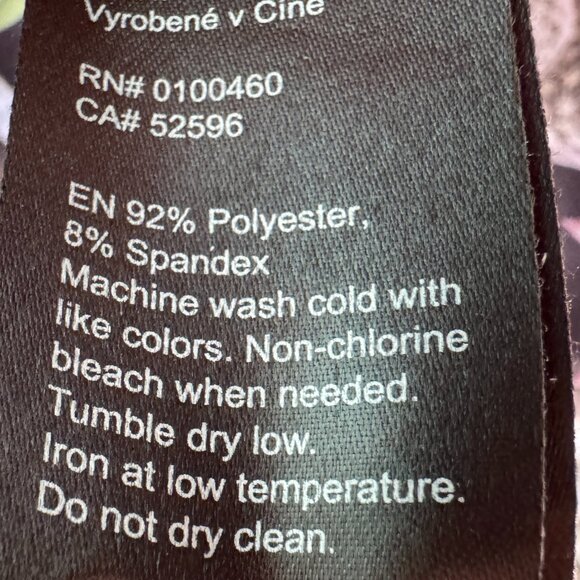 Vyrobené v Číne
RN# 0100460
CA# 52596
EN 92% Polyester,
8% Spandex
Machine wash cold with
like colors. Non-chlorine
bleach when needed.
Tumble dry low.
Iron at low temperature.
Do not dry clean.